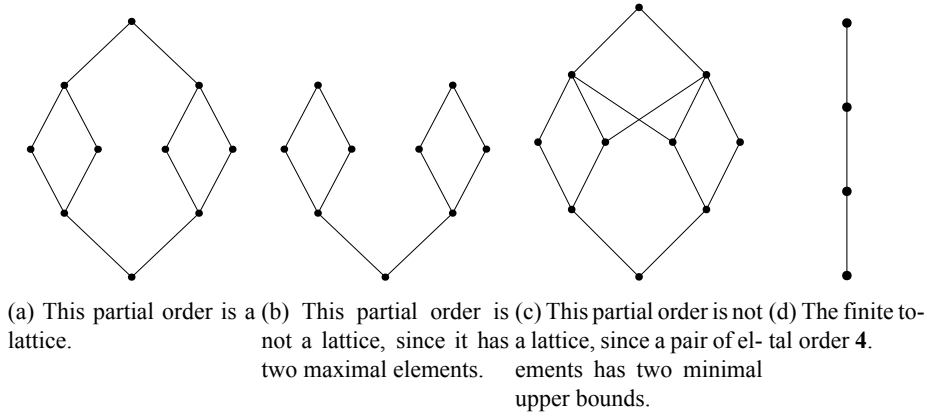 (a) This partial order is a
lattice.
(b) This partial order is
not a lattice, since it has
two maximal elements.
(c) This partial order is not
a lattice, since a pair of el-
ements has two minimal
upper bounds.
(d) The finite to-
tal order 4.